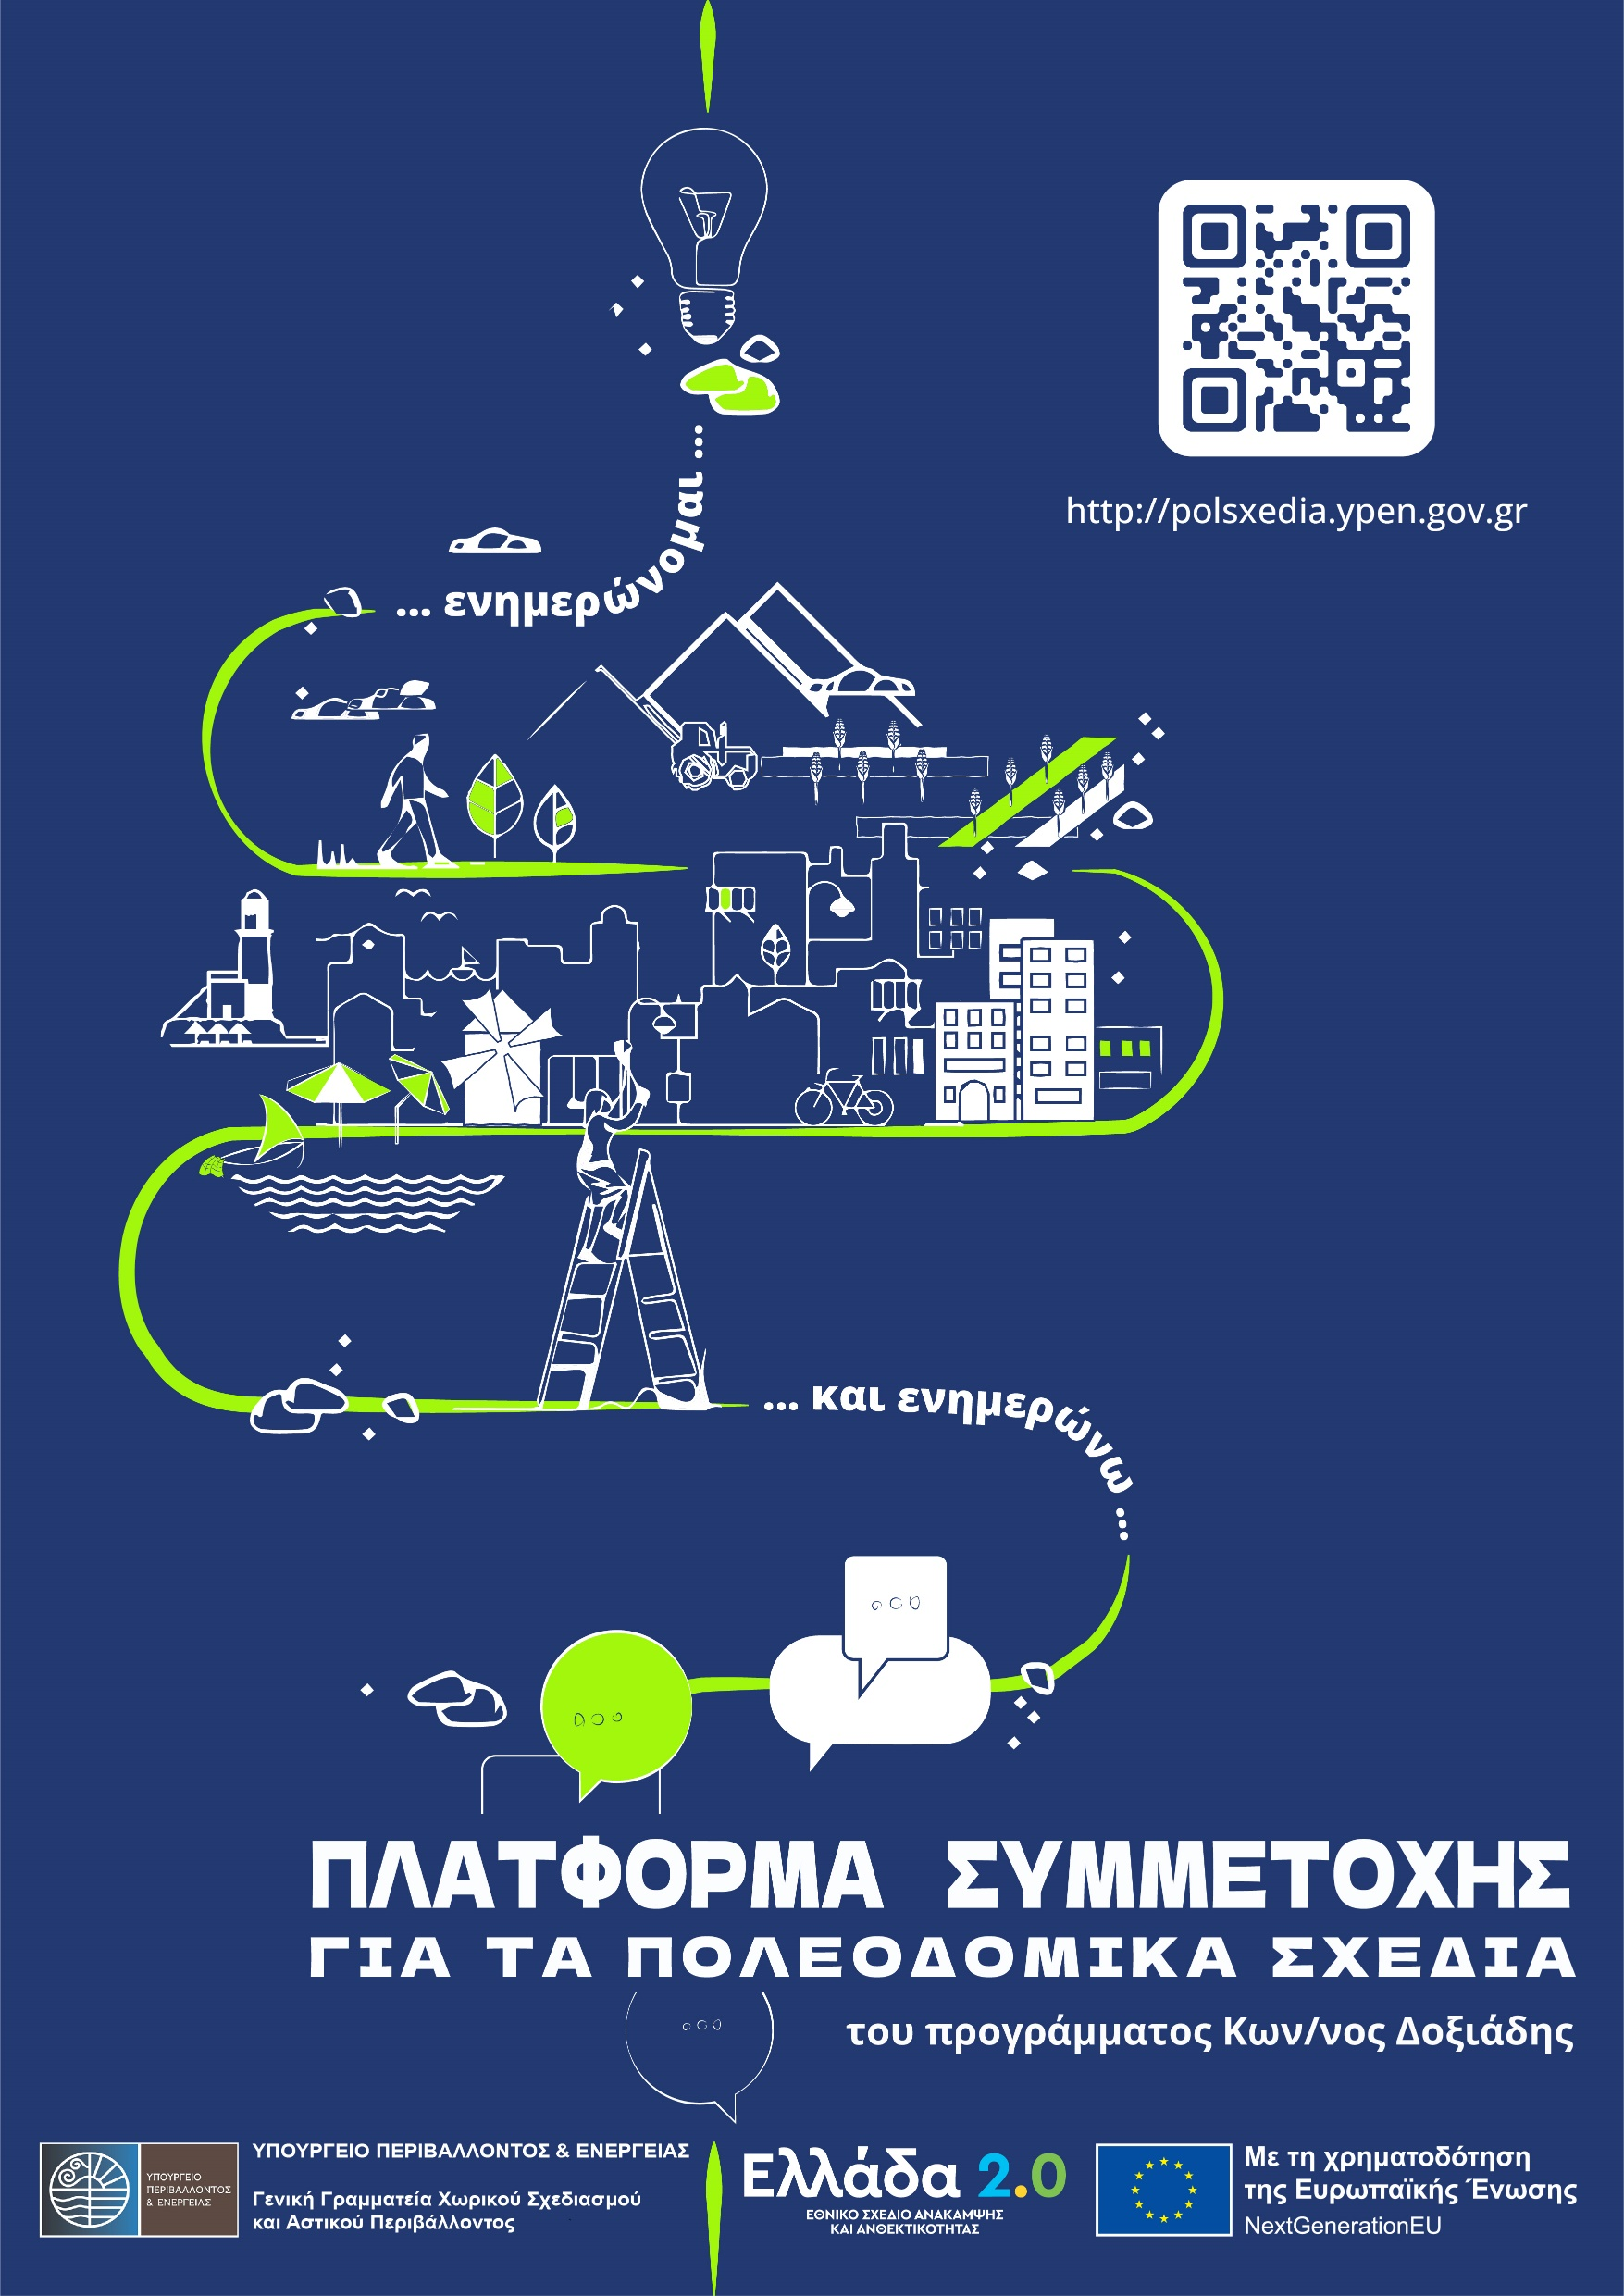 http://polsxedia.ypen.gov.gr
... ενημερώνομαι ...
... και ενημερώνω ...
ΠΛΑΤΦΟΡΜΑ ΣΥΜΜΕΤΟΧΗΣ
ΓΙΑ ΤΑ ΠΟΛΕΟΔΟΜΙΚΑ ΣΧΕΔΙΑ
του προγράμματος Κων/νος Δοξιάδης
ΥΠΟΥΡΓΕΙΟ
ΠΕΡΙΒΑΛΛΟΝΤΟΣ
& ΕΝΕΡΓΕΙΑΣ
ΥΠΟΥΡΓΕΙΟ ΠΕΡΙΒΑΛΛΟΝΤΟΣ & ΕΝΕΡΓΕΙΑΣ
Γενική Γραμματεία Χωρικού Σχεδιασμού
και Αστικού Περιβάλλοντος
Ελλάδα 2.0
ΕΘΝΙΚΟ ΣΧΕΔΙΟ ΑΝΑΚΑΜΨΗΣ
ΚΑΙ ΑΝΘΕΚΤΙΚΟΤΗΤΑΣ
Με τη χρηματοδότηση
της Ευρωπαϊκής Ένωσης
NextGenerationEU